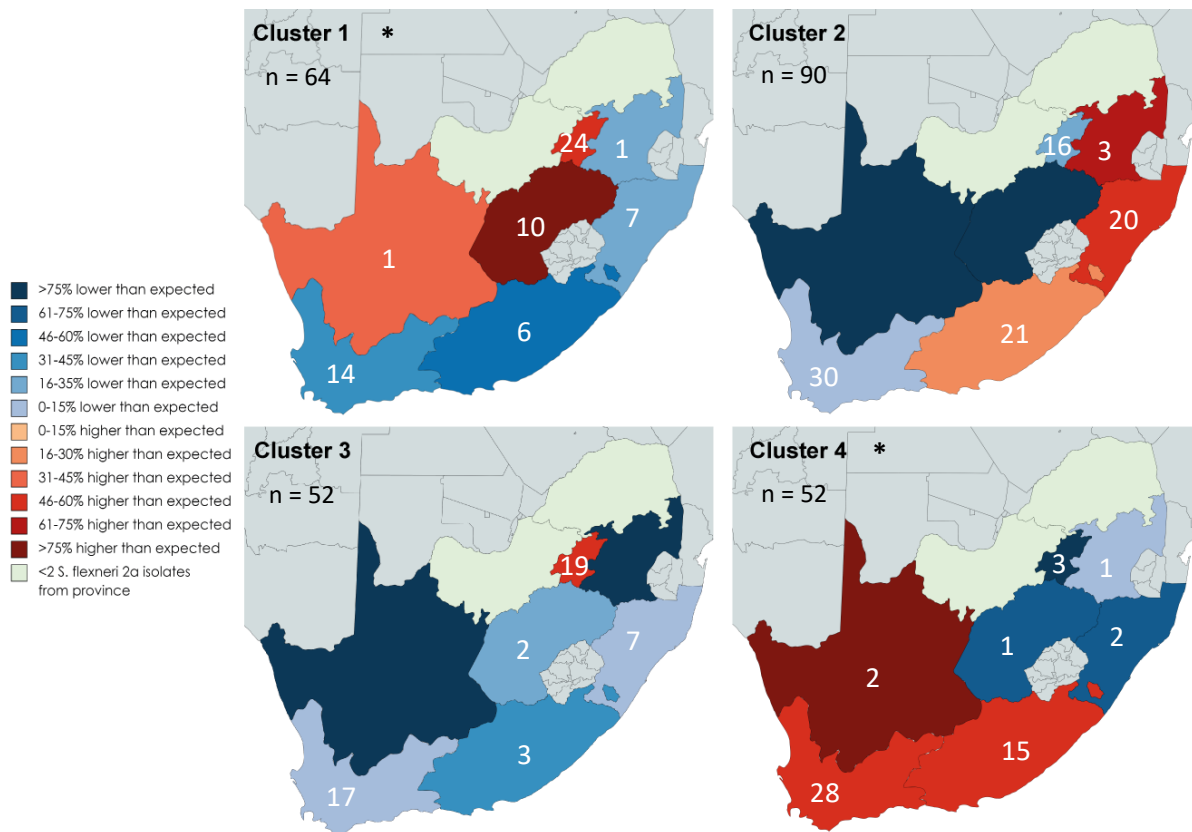 Cluster 1 *
n = 64
24
1
10
7
1
6
14
Cluster 2
n = 90
16
3
20
21
30
>75% lower than expected
61-75% lower than expected
46-60% lower than expected
31-45% lower than expected
16-35% lower than expected
0-15% lower than expected
0-15% higher than expected
16-30% higher than expected
31-45% higher than expected
46-60% higher than expected
61-75% higher than expected
>75% higher than expected
<2 S. flexneri 2a isolates
from province
Cluster 3
n = 52
19
2
7
3
17
Cluster 4 *
n = 52
3
1
1
2
2
15
28